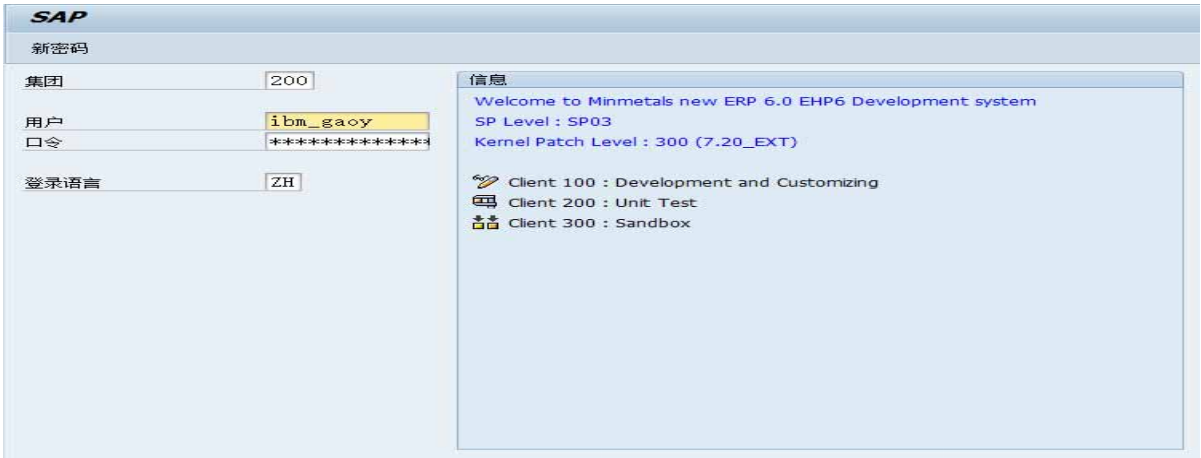 SAP
新密码
集团 200
用户 ibm_gaoy
口令 *************
登录语言 ZH
信息
Welcome to Minmetals new ERP 6.0 EHP6 Development system
SP Level : SP03
Kernel Patch Level : 300 (7.20_EXT)
Client 100 : Development and Customizing
Client 200 : Unit Test
Client 300 : Sandbox